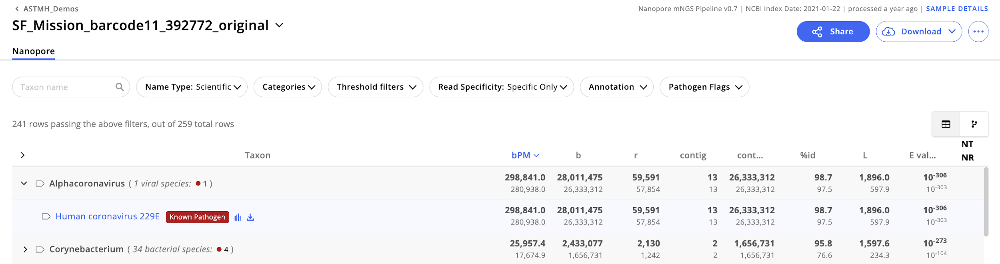 ASTMH_Demos
Nanopore mNGS Pipeline v0.7 | NCBI Index Date: 2021-01-22 | processed a year ago | SAMPLE DETAILS
SF_Mission_barcode11_392772_original
Share
Download
Nanopore
Taxon name
Name Type: Scientific
Categories
Threshold filters
Read Specificity: Specific Only
Annotation
Pathogen Flags
241 rows passing the above filters, out of 259 total rows
Taxon bPM b r contig cont... %id L E val... NT
NR
Alphacoronavirus ( 1 viral species: 1 ) 298,841.0 28,011,475 59,591 13 26,333,312 98.7 1,896.0 10-306
280,938.0 26,333,312 57,854 13 26,333,312 97.5 597.9 10-303
Human coronavirus 229E Known Pathogen 298,841.0 28,011,475 59,591 13 26,333,312 98.7 1,896.0 10-306
280,938.0 26,333,312 57,854 13 26,333,312 97.5 597.9 10-303
Corynebacterium ( 34 bacterial species: 4 ) 25,957.4 2,433,077 2,130 2 1,656,731 95.8 1,597.6 10-273
17,674.9 1,656,731 1,242 2 1,656,731 76.6 234.3 10-104